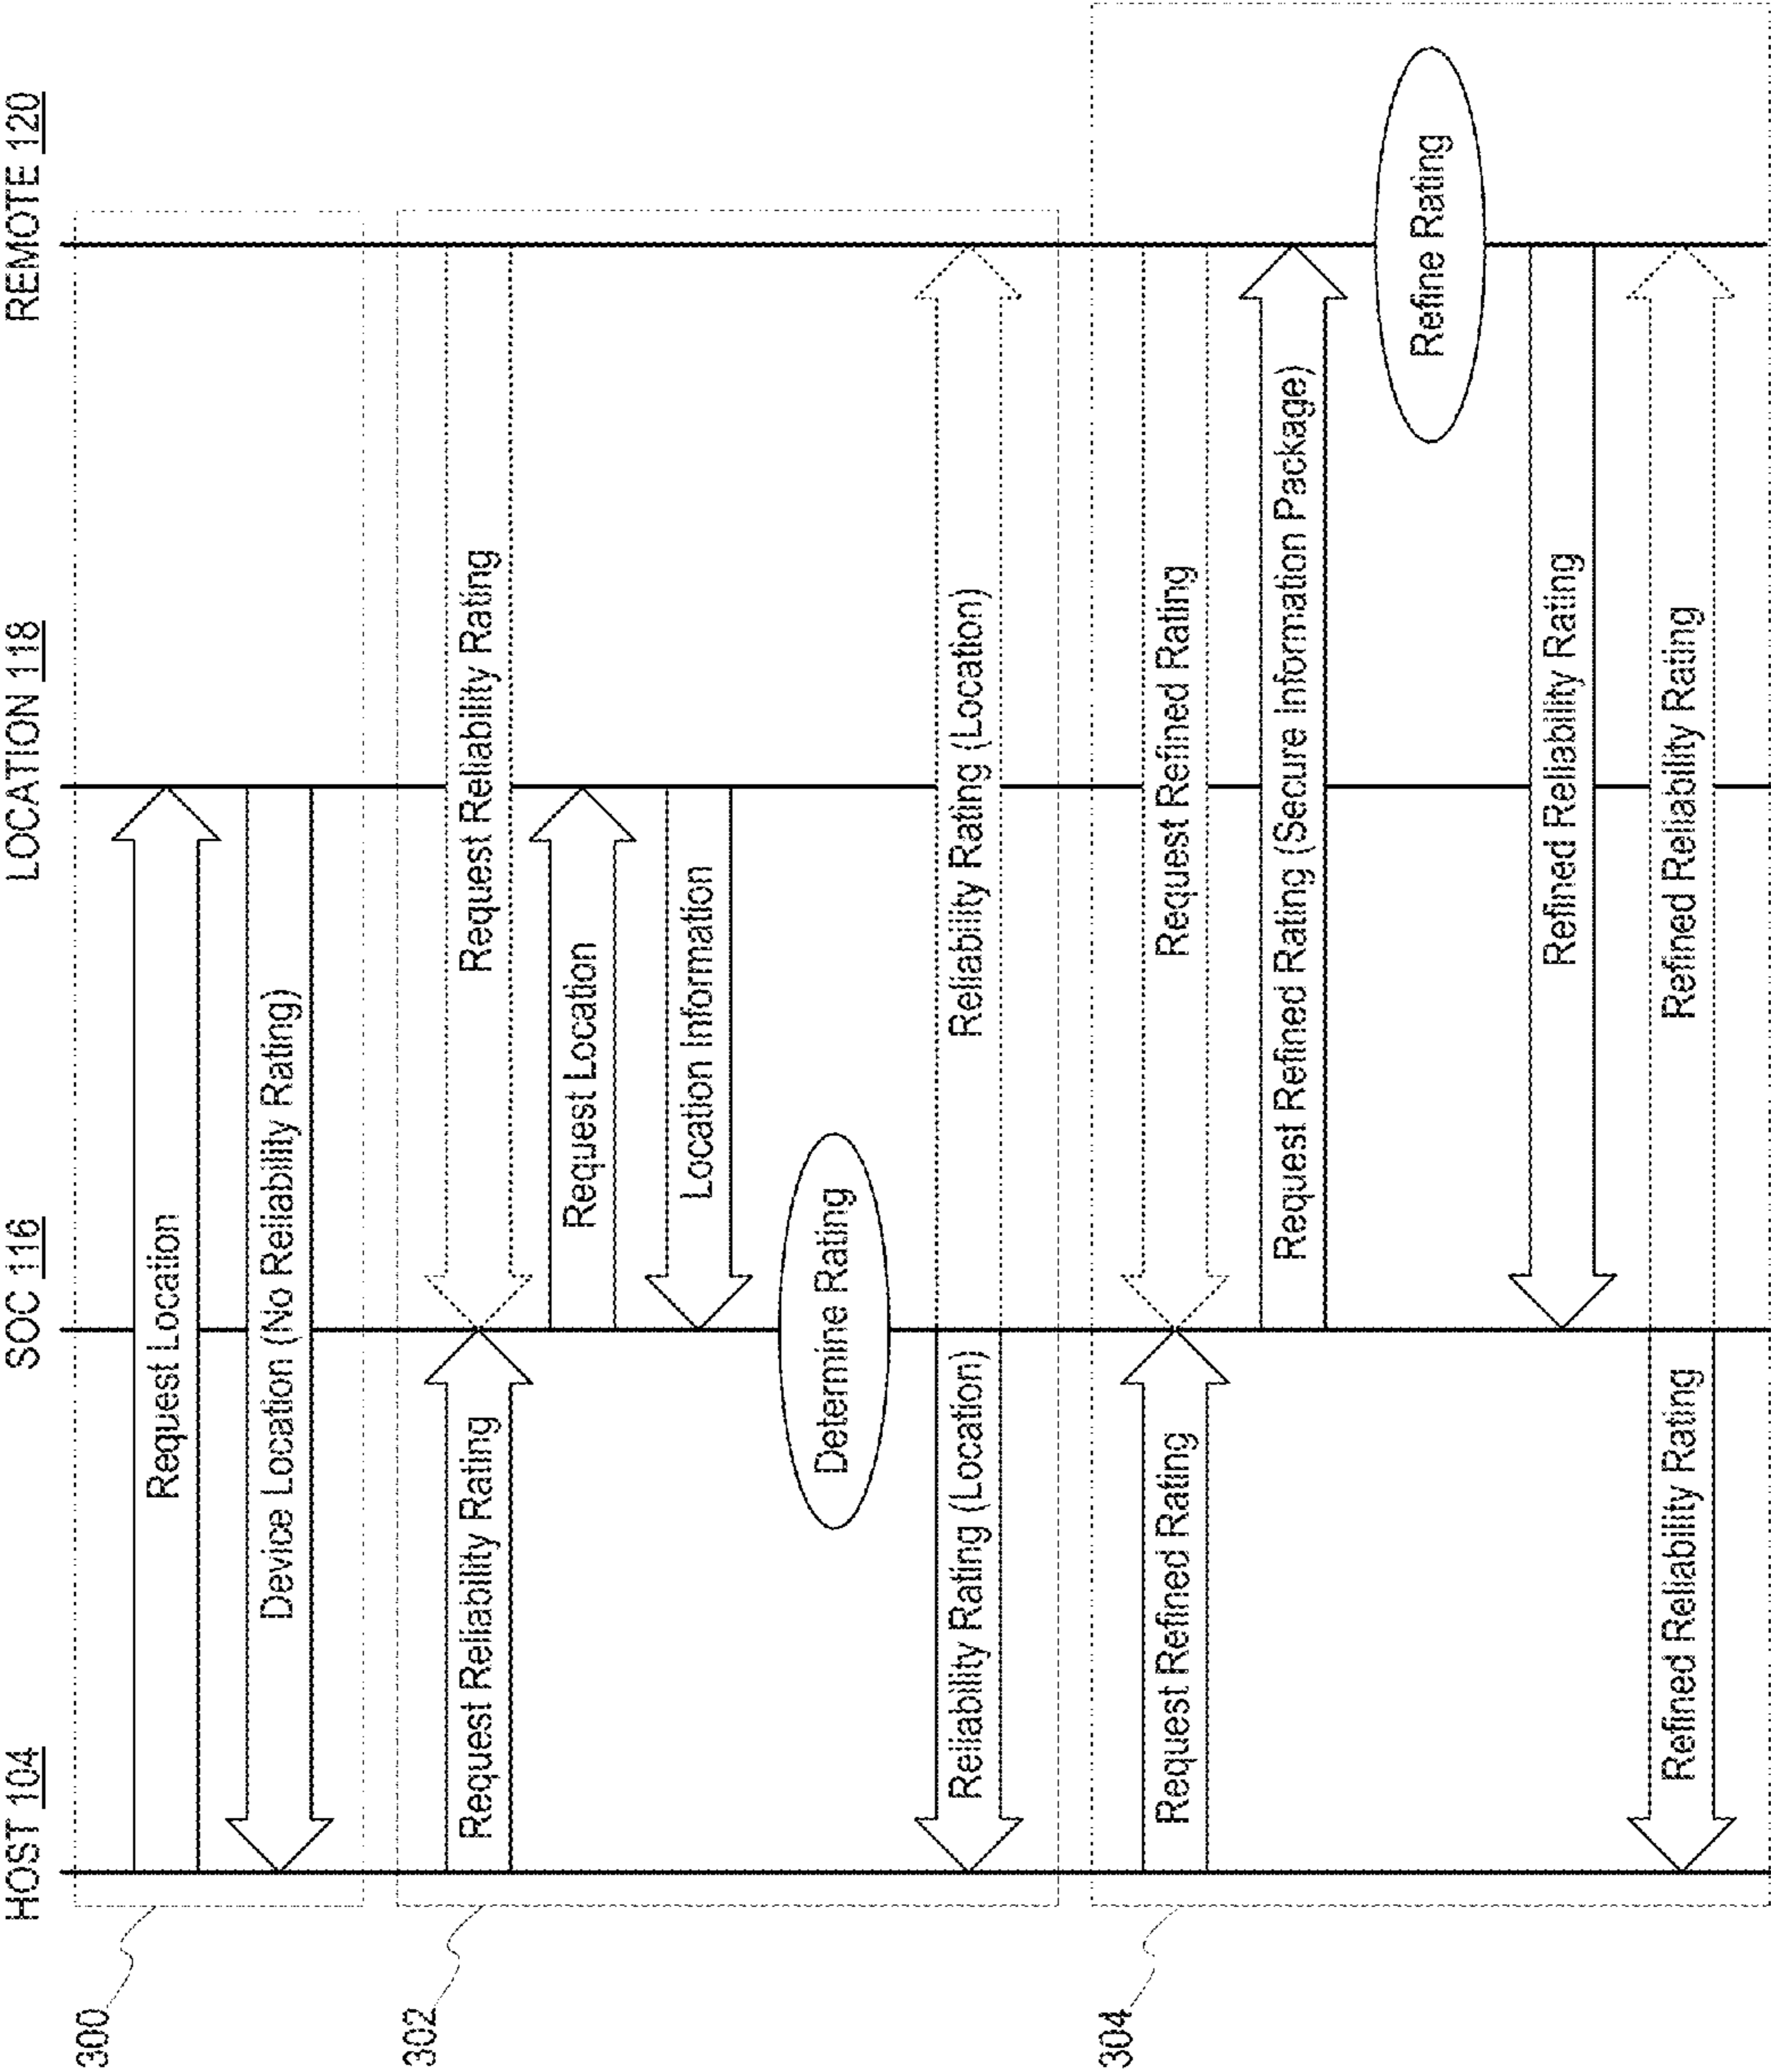 HOST 104
SOC 116
LOCATION 118
REMOTE 120
300
Request Location
Device Location (No Reliability Rating)
302
Request Reliability Rating
Request Reliability Rating
Request Location
Location Information
Determine Rating
Reliability Rating (Location)
Reliability Rating (Location)
304
Request Refined Rating
Request Refined Rating
Request Refined Rating (Secure Information Package)
Refine Rating
Refined Reliability Rating
Refined Reliability Rating
Refined Reliability Rating